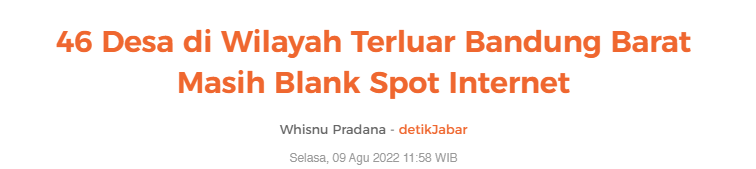 46 Desa di Wilayah Terluar Bandung Barat
Masih Blank Spot Internet
Whisnu Pradana - detikJabar
Selasa, 09 Agu 2022 11:58 WIB